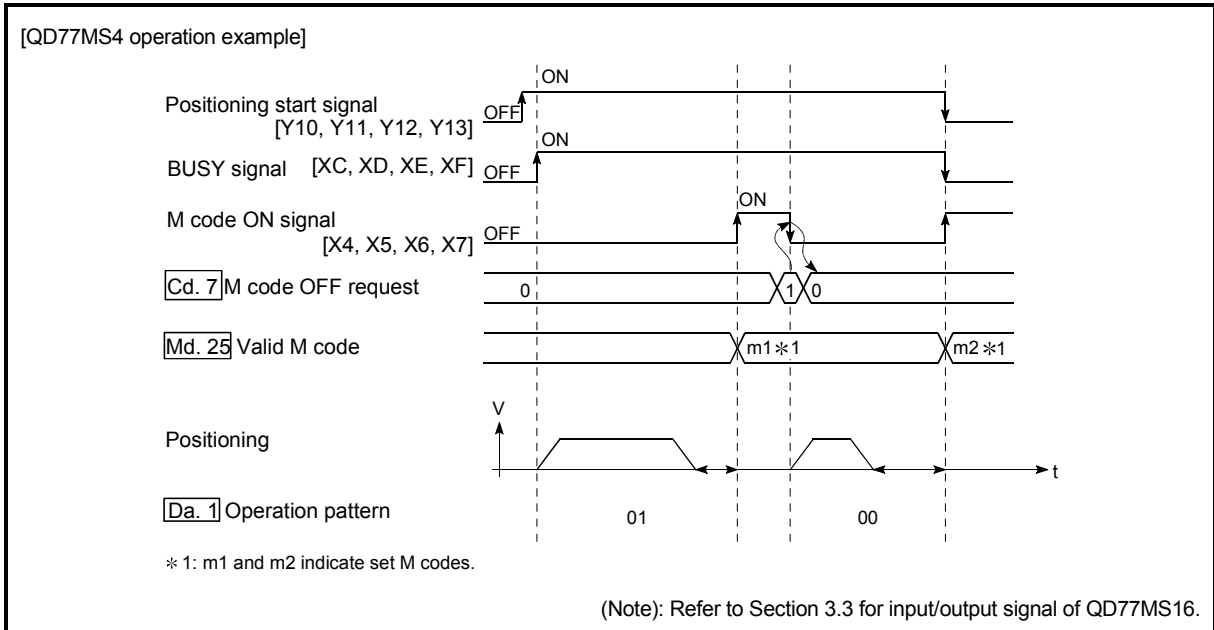 [QD77MS4 operation example]
ON
Positioning start signal
[Y10, Y11, Y12, Y13]
OFF
ON
BUSY signal [XC, XD, XE, XF]
OFF
ON
M code ON signal
[X4, X5, X6, X7]
OFF
Cd. 7 M code OFF request
0
1
0
Md. 25 Valid M code
m1*1
m2*1
V
Positioning
t
Da. 1 Operation pattern
01
00
*1: m1 and m2 indicate set M codes.
(Note): Refer to Section 3.3 for input/output signal of QD77MS16.